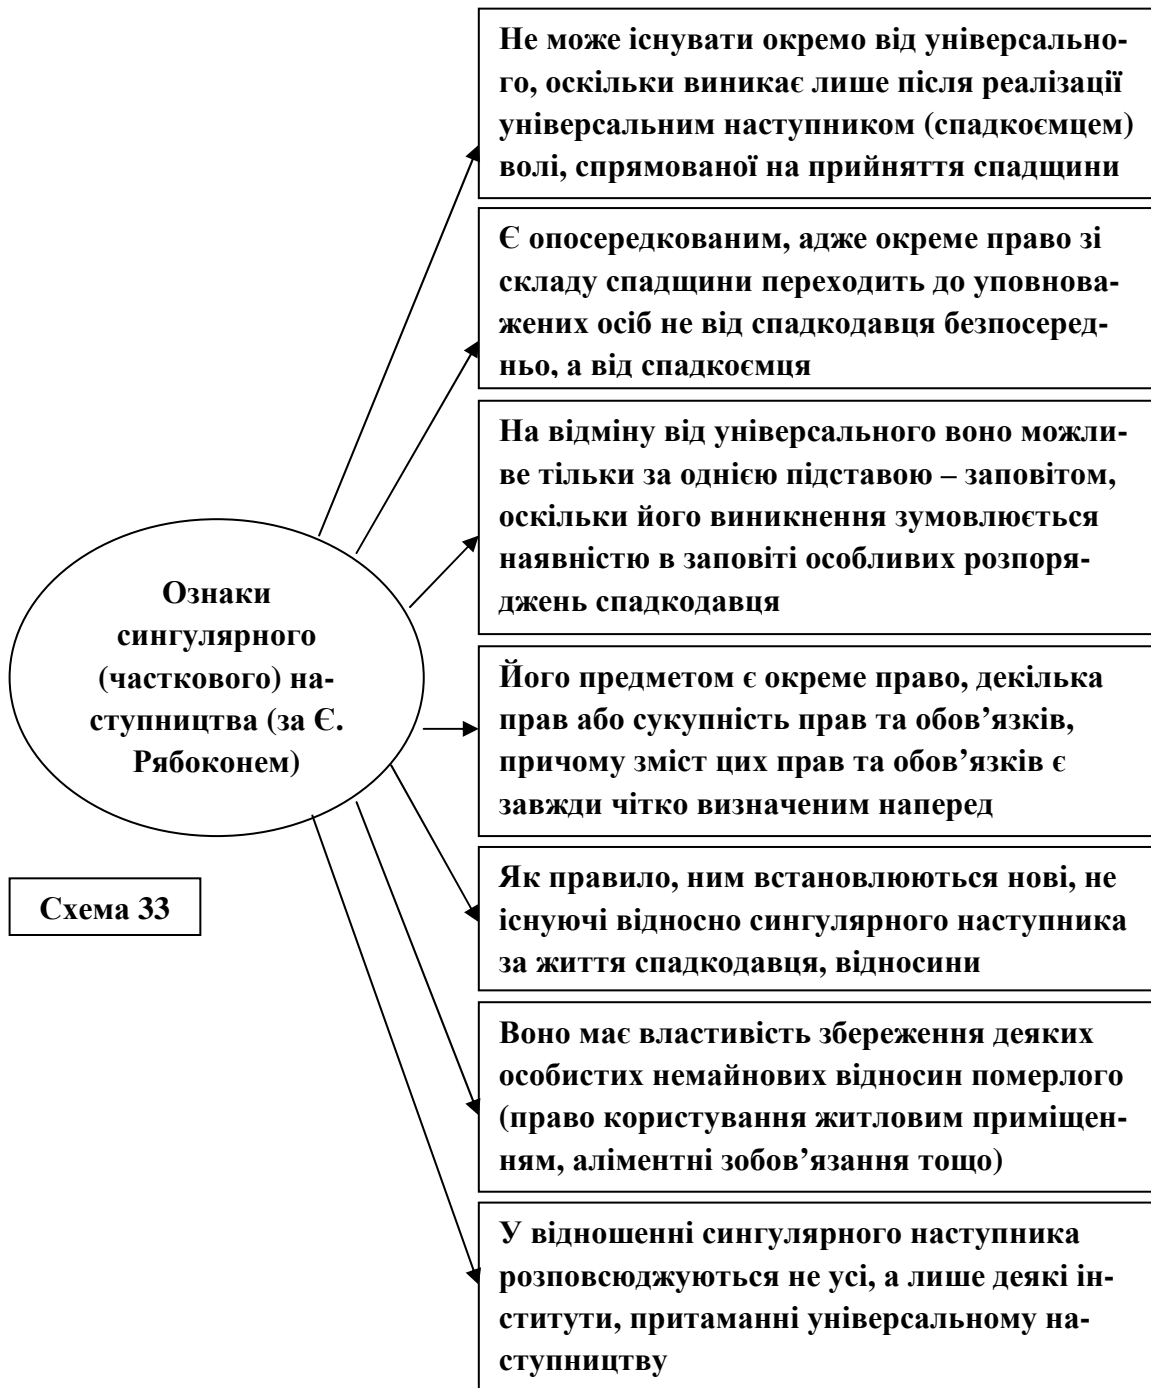 Не може існувати окремо від універсально-
го, оскільки виникає лише після реалізації
універсальним наступником (спадкоємцем)
волі, спрямованої на прийняття спадщини
Є опосередкованим, адже окреме право зі
складу спадщини переходить до уповнова-
жених осіб не від спадкодавця безпосеред-
ньо, а від спадкоємця
На відміну від універсального воно можли-
ве тільки за однією підставою – заповітом,
оскільки його виникнення зумовлюється
наявністю в заповіті особливих розпоря-
джень спадкодавця
Ознаки
сингулярного
(часткового) на-
ступництва (за Є.
Рябоконем)
Його предметом є окреме право, декілька
прав або сукупність прав та обов’язків,
причому зміст цих прав та обов’язків є
завжди чітко визначеним наперед
Схема 33
Як правило, ним встановлюються нові, не
існуючі відносно сингулярного наступника
за життя спадкодавця, відносини
Воно має властивість збереження деяких
особистих немайнових відносин померлого
(право користування житловим приміщен-
ням, аліментні зобов’язання тощо)
У відношенні сингулярного наступника
розповсюджуються не усі, а лише деякі ін-
ститути, притаманні універсальному на-
ступництву